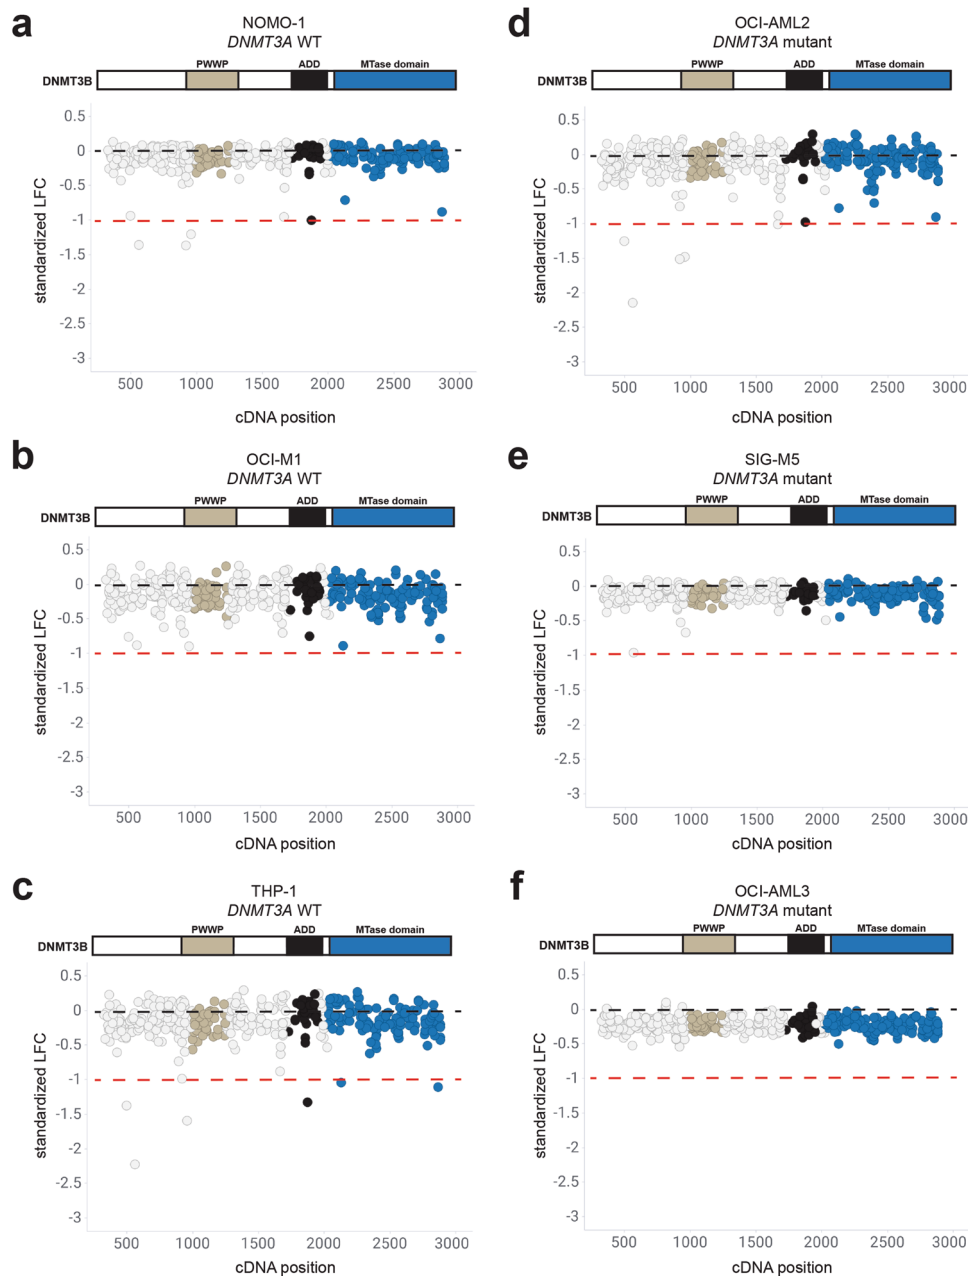 a
NOMO-1
DNMT3A WT
PWWP ADD MTase domain
DNMT3B
0.5
0
-0.5
-1
-1.5
-2
-2.5
-3
standardized LFC
500 1000 1500 2000 2500 3000
cDNA position
b
OCI-M1
DNMT3A WT
PWWP ADD MTase domain
DNMT3B
0.5
0
-0.5
-1
-1.5
-2
-2.5
-3
standardized LFC
500 1000 1500 2000 2500 3000
cDNA position
c
THP-1
DNMT3A WT
PWWP ADD MTase domain
DNMT3B
0.5
0
-0.5
-1
-1.5
-2
-2.5
-3
standardized LFC
500 1000 1500 2000 2500 3000
cDNA position
d
OCI-AML2
DNMT3A mutant
PWWP ADD MTase domain
DNMT3B
0.5
0
-0.5
-1
-1.5
-2
-2.5
-3
standardized LFC
500 1000 1500 2000 2500 3000
cDNA position
e
SIG-M5
DNMT3A mutant
PWWP ADD MTase domain
DNMT3B
0.5
0
-0.5
-1
-1.5
-2
-2.5
-3
standardized LFC
500 1000 1500 2000 2500 3000
cDNA position
f
OCI-AML3
DNMT3A mutant
PWWP ADD MTase domain
DNMT3B
0.5
0
-0.5
-1
-1.5
-2
-2.5
-3
standardized LFC
500 1000 1500 2000 2500 3000
cDNA position